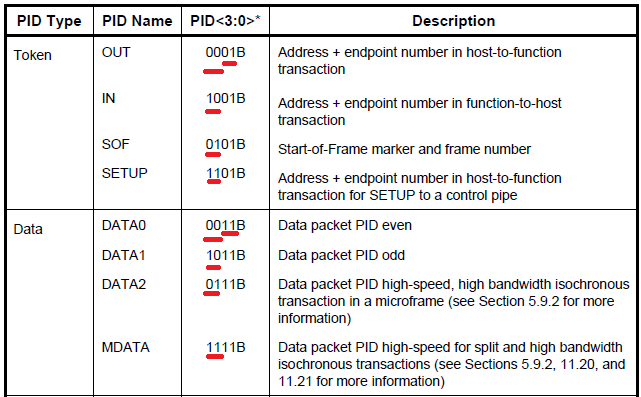 PID Type PID Name PID<3:0>* Description
Token OUT 0001B Address + endpoint number in host-to-function
transaction
IN 1001B Address + endpoint number in function-to-host
transaction
SOF 0101B Start-of-Frame marker and frame number
SETUP 1101B Address + endpoint number in host-to-function
transaction for SETUP to a control pipe
Data DATA0 0011B Data packet PID even
DATA1 1011B Data packet PID odd
DATA2 0111B Data packet PID high-speed, high bandwidth isochronous
transaction in a microframe (see Section 5.9.2 for more
information)
MDATA 1111B Data packet PID high-speed for split and high bandwidth
isochronous transactions (see Sections 5.9.2, 11.20, and
11.21 for more information)